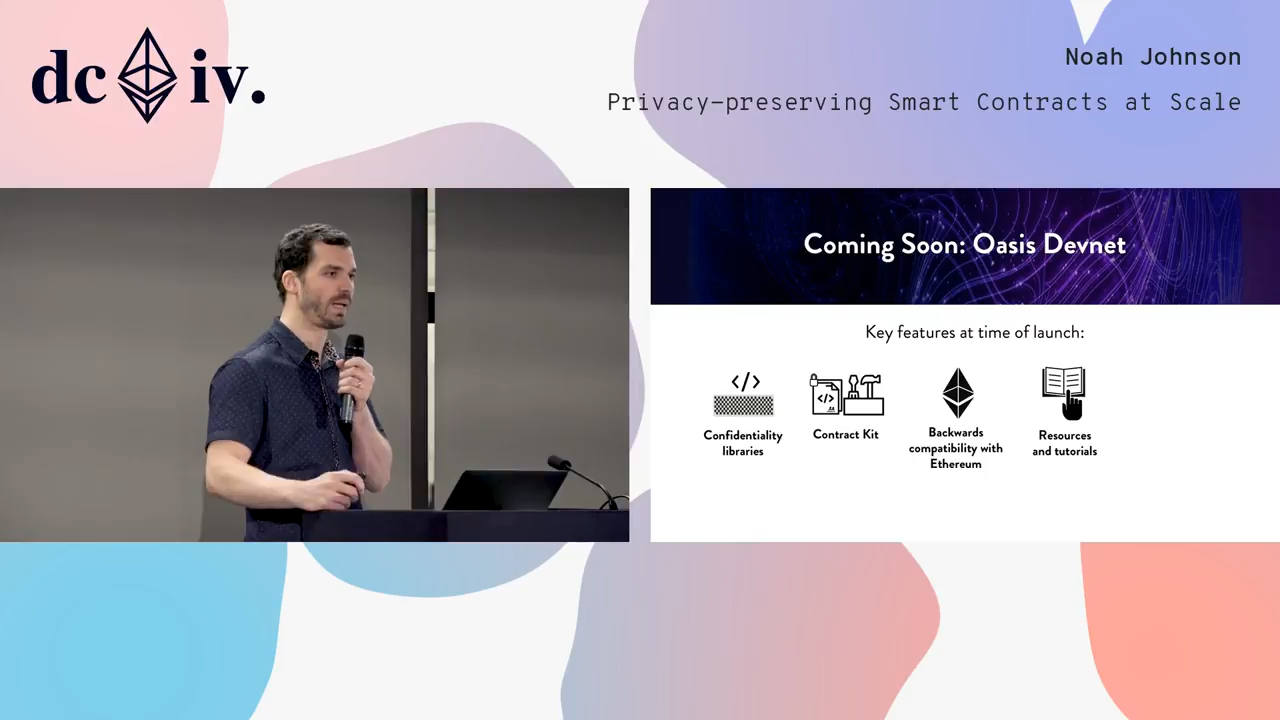 dc iv.
Noah Johnson
Privacy-preserving Smart Contracts at Scale
Coming Soon: Oasis Devnet
Key features at time of launch:
</>
Confidentiality
libraries
</>
Contract Kit
Backwards
compatibility with
Ethereum
Resources
and tutorials